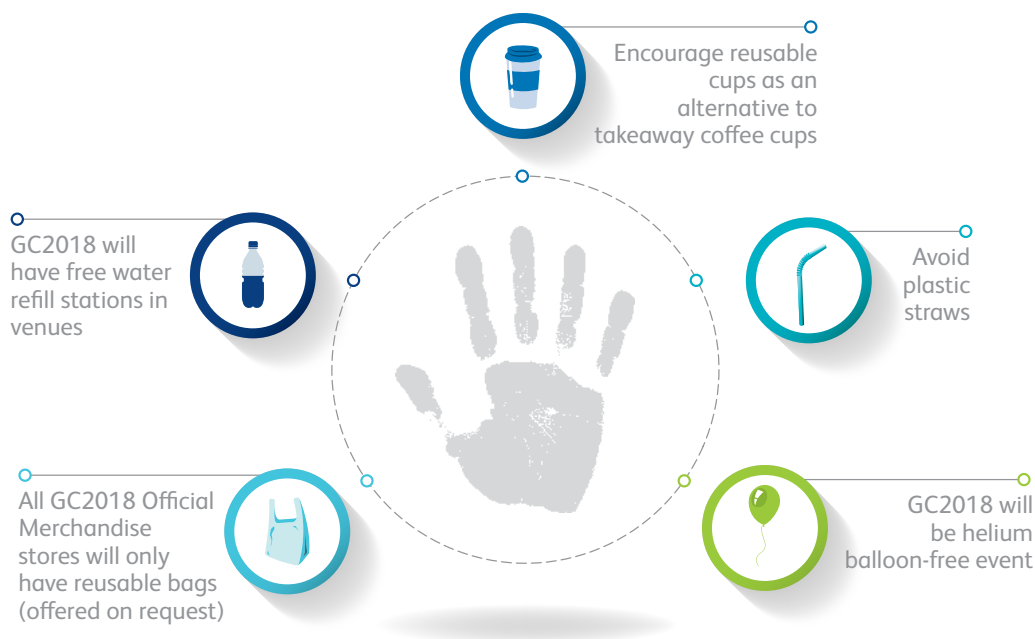 Encourage reusable
cups as an
alternative to
takeaway coffee cups
GC2018 will
have free water
refill stations in
venues
Avoid
plastic
straws
All GC2018 Official
Merchandise
stores will only
have reusable bags
(offered on request)
GC2018 will
be helium
balloon-free event